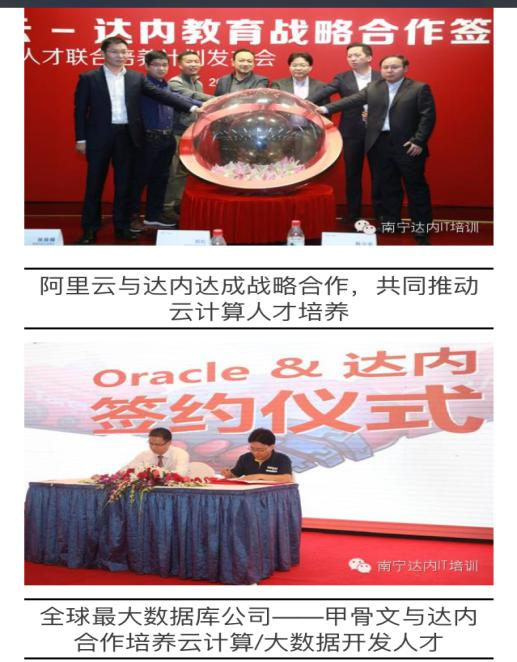 云 - 达内教育战略合作签
人才联合培养计划发布会
南宁达内IT培训
阿里云与达内达成战略合作，共同推动
云计算人才培养
Oracle & 达内
签约仪式
南宁达内IT培训
全球最大数据库公司——甲骨文与达内
合作培养云计算/大数据开发人才